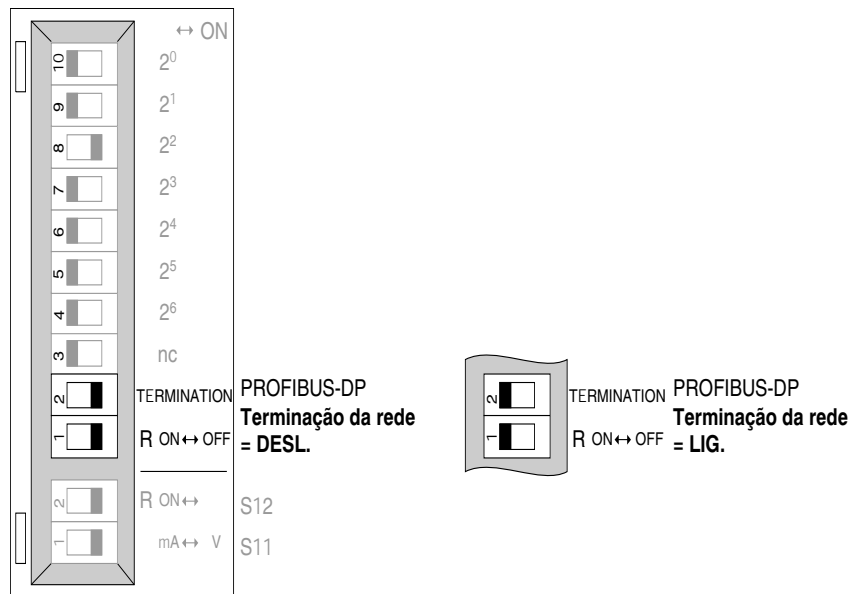 ↔ ON
10 2⁰
9 2¹
8 2²
7 2³
6 2⁴
5 2⁵
4 2⁶
3 nc
2 TERMINATION
1 R ON ↔ OFF
PROFIBUS-DP
Terminação da rede
= DESL.
2 R ON ↔ S12
1 mA ↔ V S11
2 TERMINATION
1 R ON ↔ OFF
PROFIBUS-DP
Terminação da rede
= LIG.